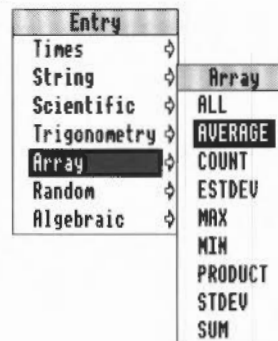 Entry
Times
String
Scientific
Trigonometry
Array
Random
Algebraic
Array
ALL
AVERAGE
COUNT
ESTDEV
MAX
MIN
PRODUCT
STDEV
SUM